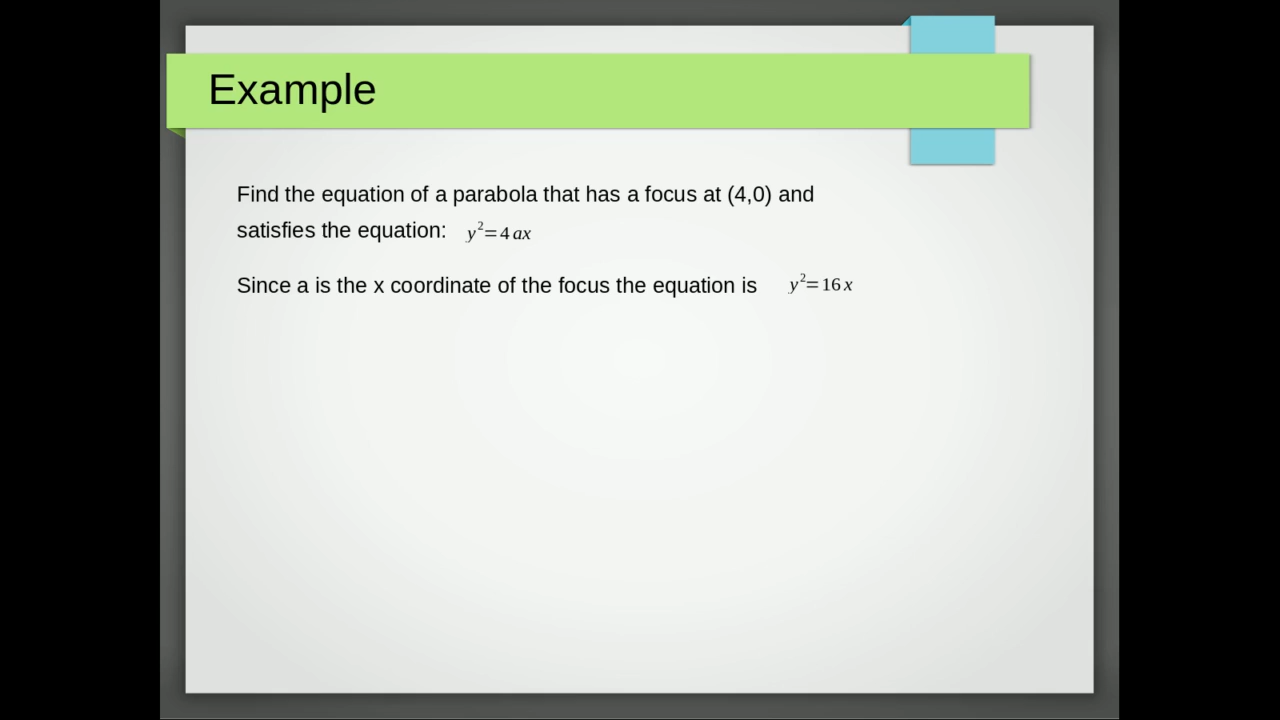 Example
Find the equation of a parabola that has a focus at (4,0) and
satisfies the equation: y²=4ax
Since a is the x coordinate of the focus the equation is y²=16x